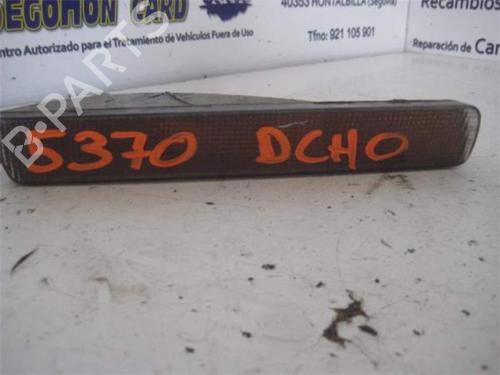 SEGOMON CARD
40353 HONTALBILLA (Segovia)
Recambios
Centro Autorizado para el Tratamiento de Vehículos Fuera de Uso
Tfno: 921 105 901
Reparación de Car
B-PARTS
5370 DCHO